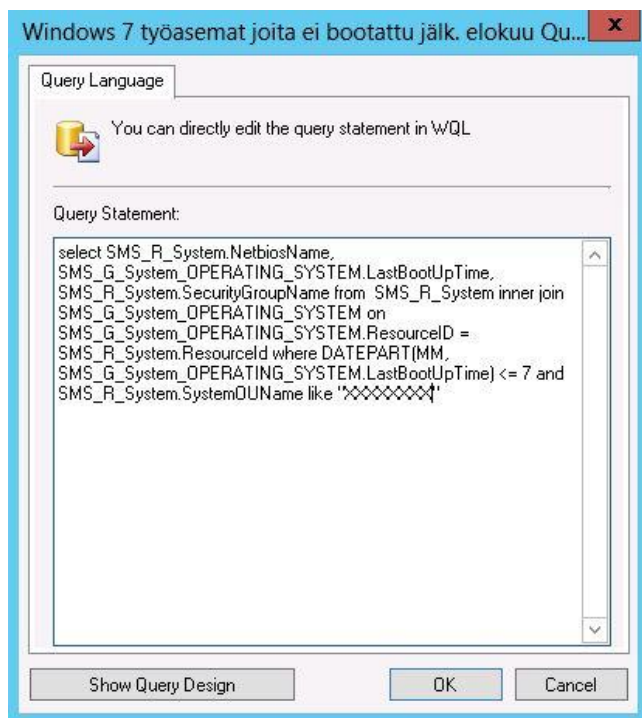 Windows 7 työasemat joita ei bootattu jälk. elokuu Qu...
x
Query Language
You can directly edit the query statement in WQL
Query Statement:
select SMS_R_System.NetbiosName,
SMS_G_System_OPERATING_SYSTEM.LastBootUpTime,
SMS_R_System.SecurityGroupName from  SMS_R_System inner join
SMS_G_System_OPERATING_SYSTEM on
SMS_G_System_OPERATING_SYSTEM.ResourceID =
SMS_R_System.ResourceId where DATEPART(MM,
SMS_G_System_OPERATING_SYSTEM.LastBootUpTime) <= 7 and
SMS_R_System.SystemOUName like "XXXXXXXXX"
Show Query Design
OK
Cancel